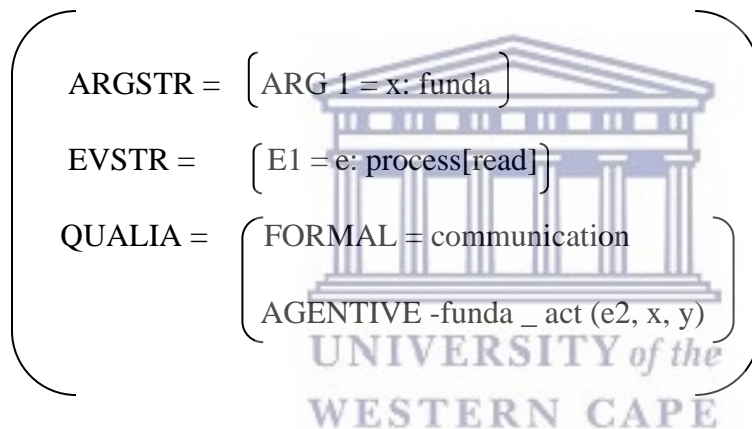 ARGSTR = ARG 1 = x: funda
EVSTR = E1 = e: process[read]
QUALIA = FORMAL = communication
AGENTIVE -funda _ act (e2, x, y)
UNIVERSITY of the
WESTERN CAPE